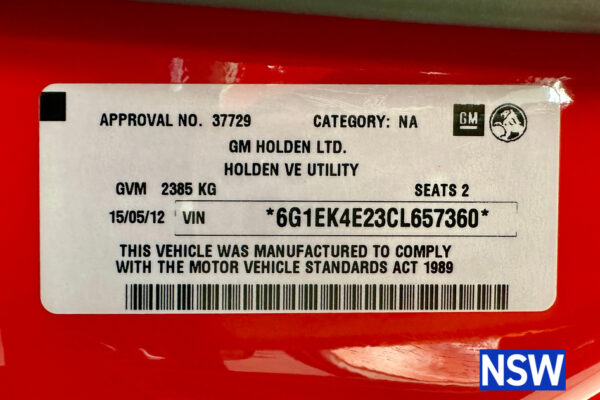 APPROVAL NO. 37729 CATEGORY: NA GM
GM HOLDEN LTD.
HOLDEN VE UTILITY
GVM 2385 KG SEATS 2
15/05/12 VIN *6G1EK4E23CL657360*
THIS VEHICLE WAS MANUFACTURED TO COMPLY
WITH THE MOTOR VEHICLE STANDARDS ACT 1989
NSW